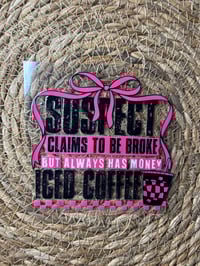 SUSPECT
CLAIMS TO BE BROKE
BUT ALWAYS HAS MONEY
ICED COFFEE